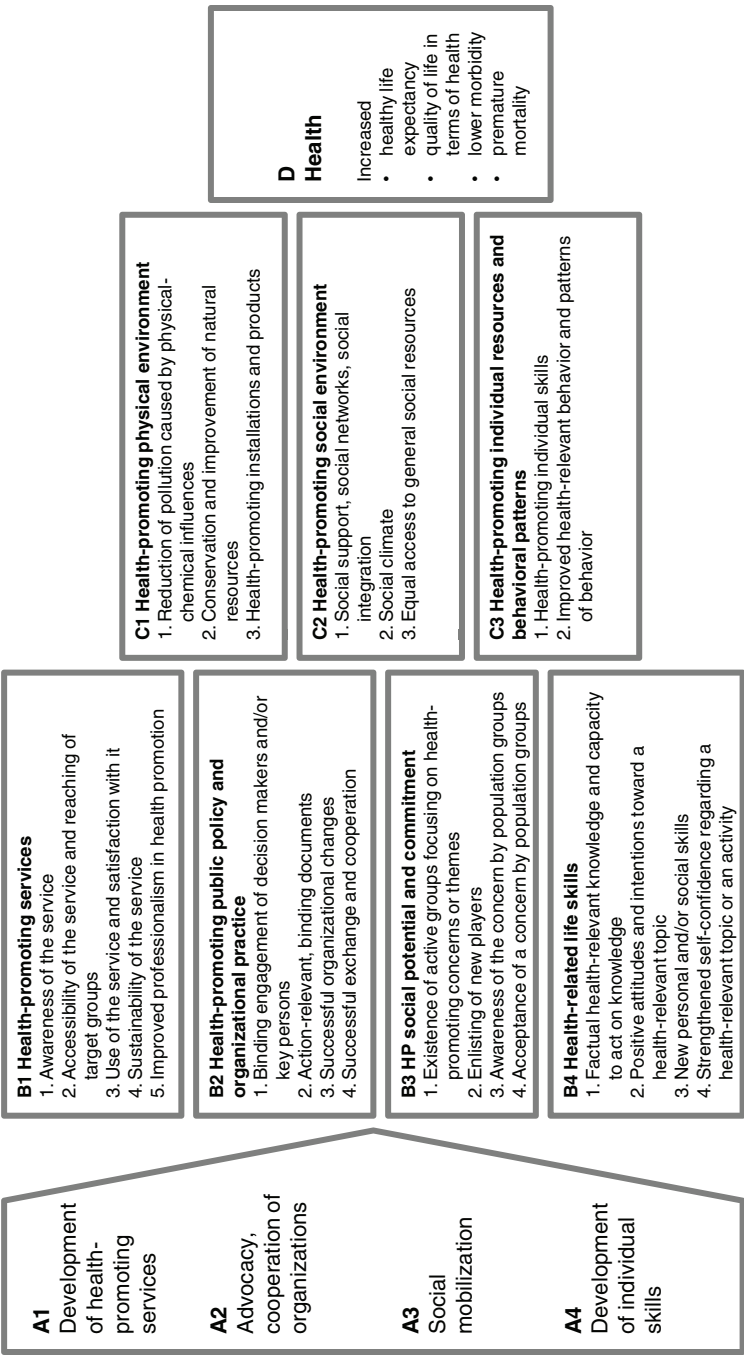 A1
Development
of health-
promoting
services
A2
Advocacy,
cooperation of
organizations
A3
Social
mobilization
A4
Development
of individual
skills
B1 Health-promoting services
1. Awareness of the service
2. Accessibility of the service and reaching of
target groups
3. Use of the service and satisfaction with it
4. Sustainability of the service
5. Improved professionalism in health promotion
B2 Health-promoting public policy and
organizational practice
1. Binding engagement of decision makers and/or
key persons
2. Action-relevant, binding documents
3. Successful organizational changes
4. Successful exchange and cooperation
B3 HP social potential and commitment
1. Existence of active groups focusing on health-
promoting concerns or themes
2. Enlisting of new players
3. Awareness of the concern by population groups
4. Acceptance of a concern by population groups
B4 Health-related life skills
1. Factual health-relevant knowledge and capacity
to act on knowledge
2. Positive attitudes and intentions toward a
health-relevant topic
3. New personal and/or social skills
4. Strengthened self-confidence regarding a
health-relevant topic or an activity
C1 Health-promoting physical environment
1. Reduction of pollution caused by physical-
chemical influences
2. Conservation and improvement of natural
resources
3. Health-promoting installations and products
C2 Health-promoting social environment
1. Social support, social networks, social
integration
2. Social climate
3. Equal access to general social resources
C3 Health-promoting individual resources and
behavioral patterns
1. Health-promoting individual skills
2. Improved health-relevant behavior and patterns
of behavior
D
Health
Increased
• healthy life
expectancy
• quality of life in
terms of health
• lower morbidity
• premature
mortality